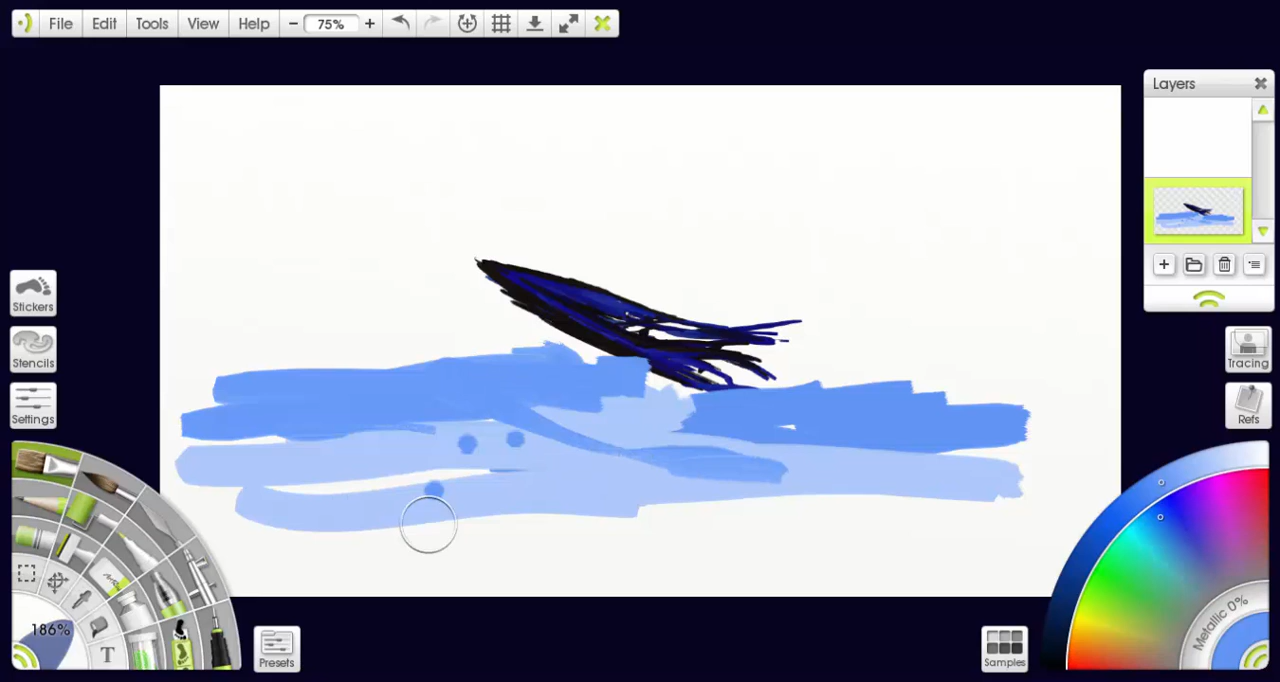 File Edit Tools View Help − 75% +
Layers
Stickers
Stencils
Settings
Tracing
Refs
186%
T
Presets
Samples
Metallic 0%